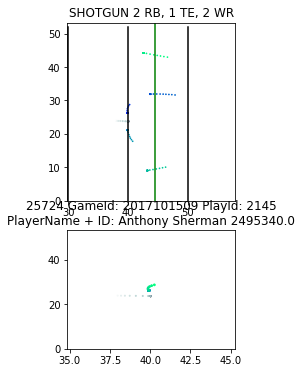 SHOTGUN 2 RB, 1 TE, 2 WR
50
40
30
20
10
0
30 40 50
25724 GameId: 2017101509 PlayId: 2145
PlayerName + ID: Anthony Sherman 2495340.0
40
20
0
35.0 37.5 40.0 42.5 45.0